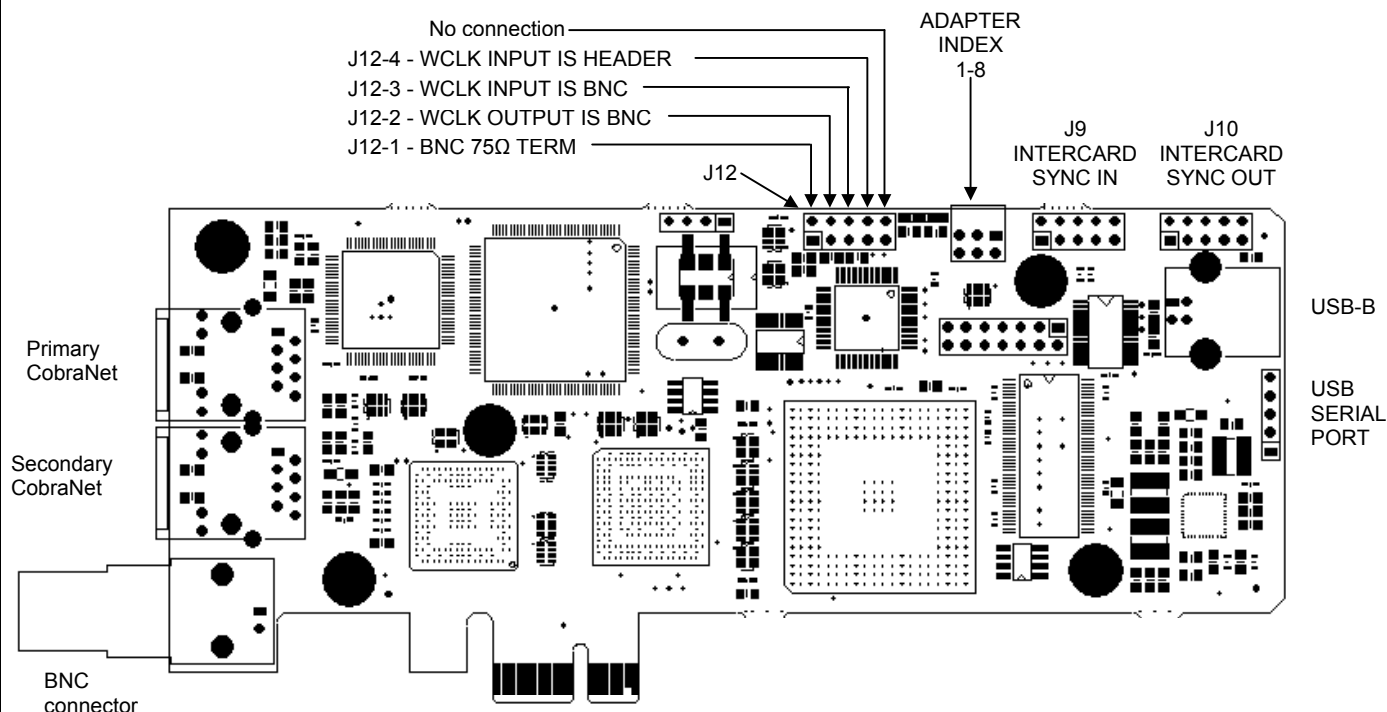 No connection
J12-4 - WCLK INPUT IS HEADER
J12-3 - WCLK INPUT IS BNC
J12-2 - WCLK OUTPUT IS BNC
J12-1 - BNC 75Ω TERM
J12
ADAPTER
INDEX
1-8
J9
INTERCARD
SYNC IN
J10
INTERCARD
SYNC OUT
USB-B
USB
SERIAL
PORT
Primary
CobraNet
Secondary
CobraNet
BNC
connector